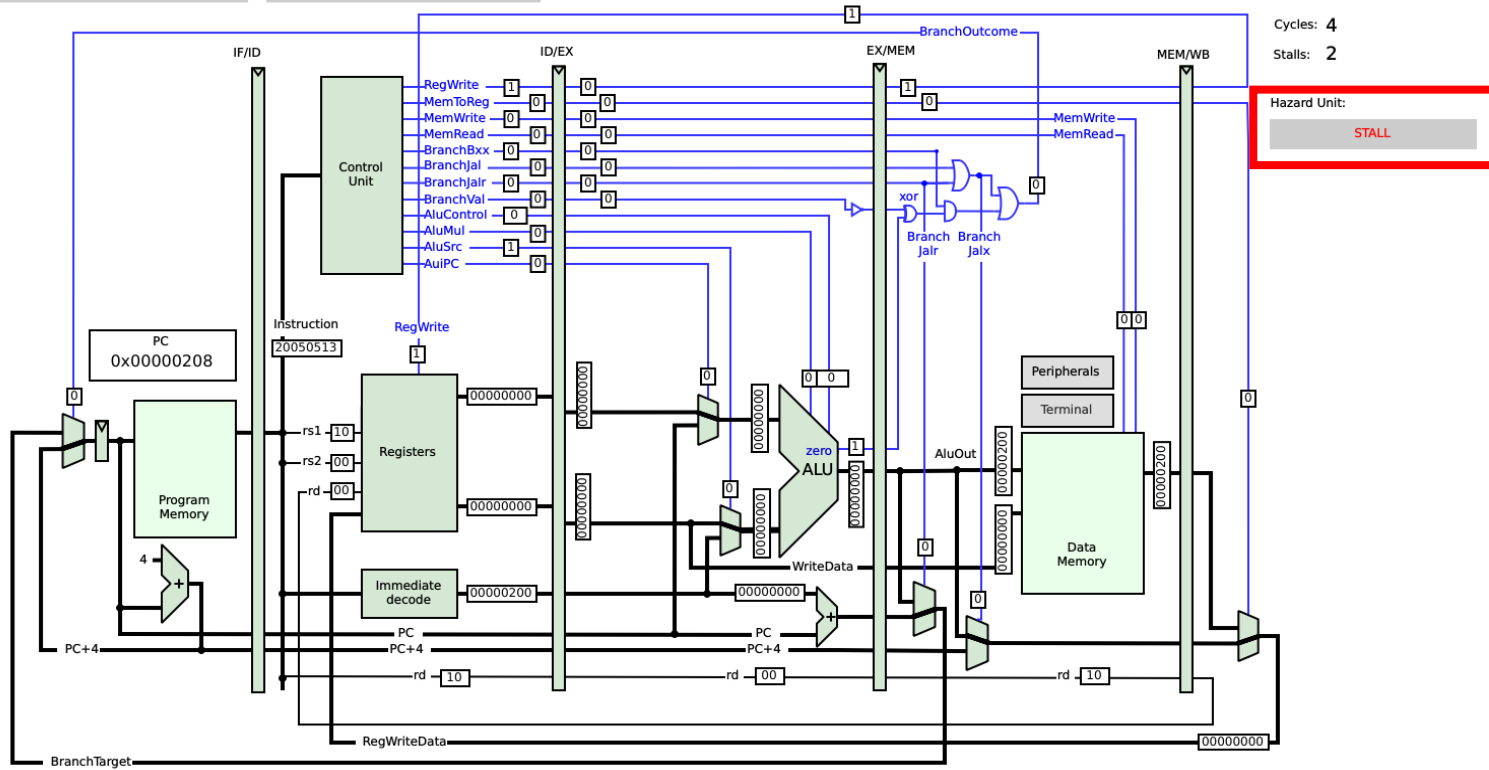 1
Cycles: 4
BranchOutcome
IF/ID
ID/EX
EX/MEM
MEM/WB
Stalls: 2
Hazard Unit:
STALL
Control
Unit
RegWrite 1 0 1
MemToReg 0 0 0
MemWrite 0 0 MemWrite
MemRead 0 0 MemRead
BranchBxx 0 0
BranchJal 0 0
BranchJalr 0 0 0
BranchVal 0 0 xor
AluControl 0
AluMul 0
AluSrc 1
AuiPC 0
Branch
Jalr
Branch
Jalx
Instruction
20050513
RegWrite
1
0 0
PC
0x00000208
0
0
0 0
0
Peripherals
Terminal
Program
Memory
rs1 10
rs2 00
rd 00
Registers
00000000
00000000
00000000
00000000
0
00000000
00000000
zero 1
ALU
00000000
AluOut
00000200
00000000
Data
Memory
00000200
4
+
Immediate
decode
00000200
00000000
+
WriteData
0
0
PC
PC
PC+4
PC+4
PC+4
rd 10
rd 00
rd 10
RegWriteData
00000000
BranchTarget